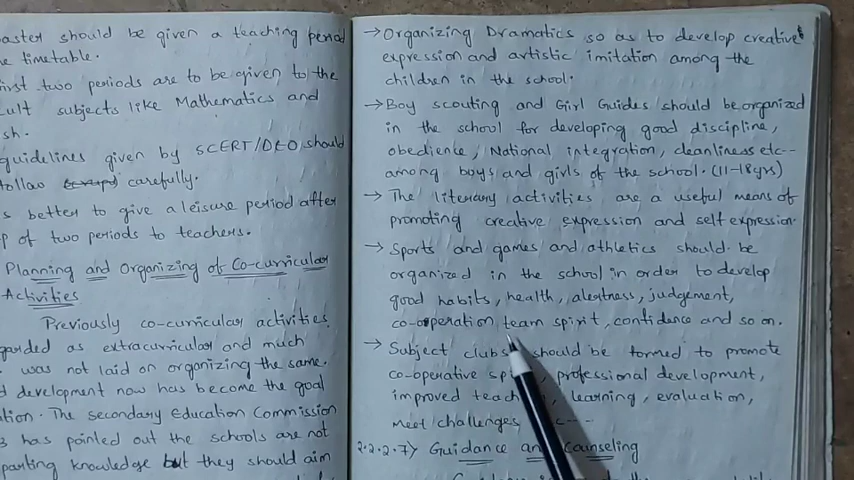 aster should be given a teaching period
e timetable.
irst two periods are to be given to the
cult subjects like Mathematics and
sh.
guidelines given by SCERT/DEO should
follow carefully.
s better to give a leisure period after
p of two periods to teachers.
Planning and Organizing of Co-curricular
Activities
Previously co-curricular activities
garded as extracurricular and much
was not laid on organizing the same.
d development now has become the goal
tion. The secondary Education Commission
3 has pointed out the schools are not
parting knowledge but they should aim
→ Organizing Dramatics so as to develop creative
expression and artistic imitation among the
children in the school.
→ Boy scouting and Girl Guides should be organized
in the school for developing good discipline,
obedience, National integration, cleanliness etc--
among boys and girls of the school. (11-18yrs)
→ The literary activities are a useful means of
promoting creative expression and self expression.
→ Sports and games and athletics should be
organized in the school in order to develop
good habits, health, alertness, judgement,
co-operation team spirit, confidence and so on.
→ Subject clubs should be formed to promote
co-operative sp , professional development,
improved teach , learning, evaluation,
meet challenges c---
2.2.2.7) Guidance an Counseling